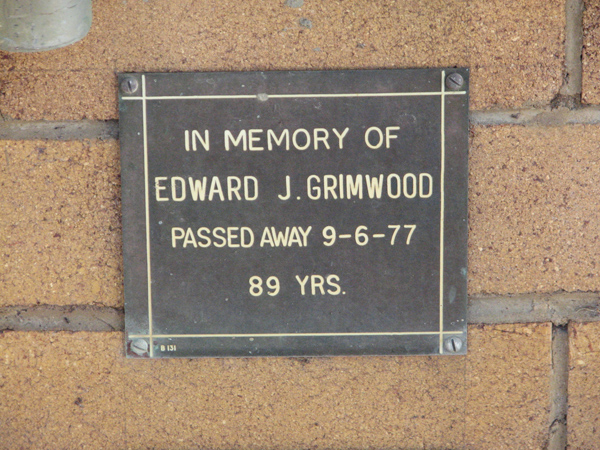 IN MEMORY OF
EDWARD J. GRIMWOOD
PASSED AWAY 9-6-77
89 YRS.
B 131